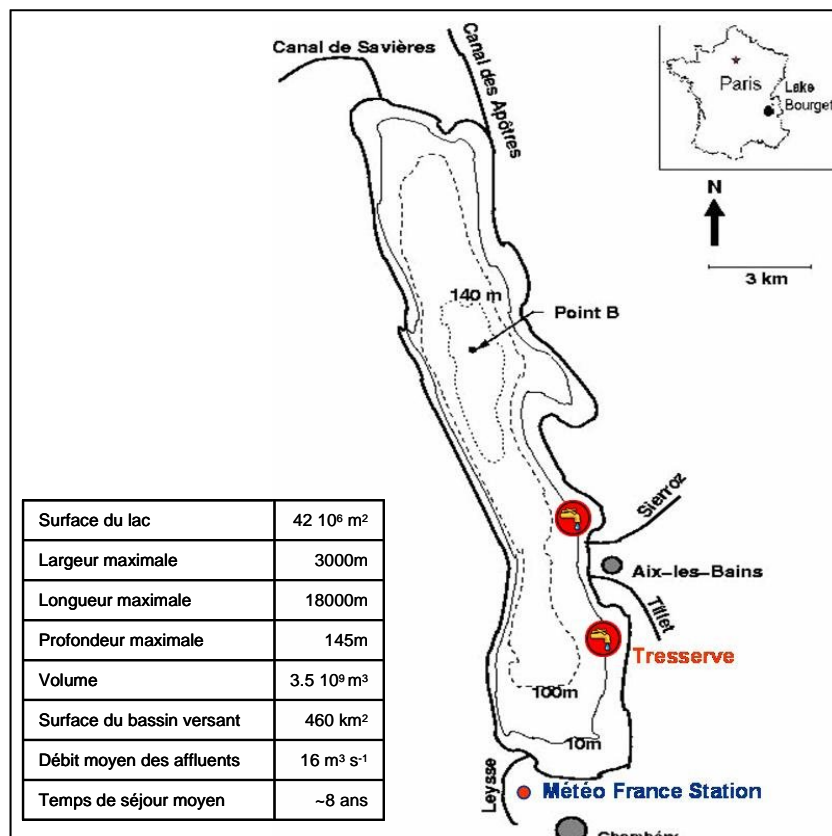 Canal de Savières
Canal des Apôtres
Paris
Lake
Bourget
N
3 km
140 m
Point B
Sierroz
Aix–les–Bains
Tillet
Tresserve
100m
10m
Leysse
Météo France Station
Surface du lac 42 10⁶ m²
Largeur maximale 3000m
Longueur maximale 18000m
Profondeur maximale 145m
Volume 3.5 10⁹ m³
Surface du bassin versant 460 km²
Débit moyen des affluents 16 m³ s⁻¹
Temps de séjour moyen ~8 ans